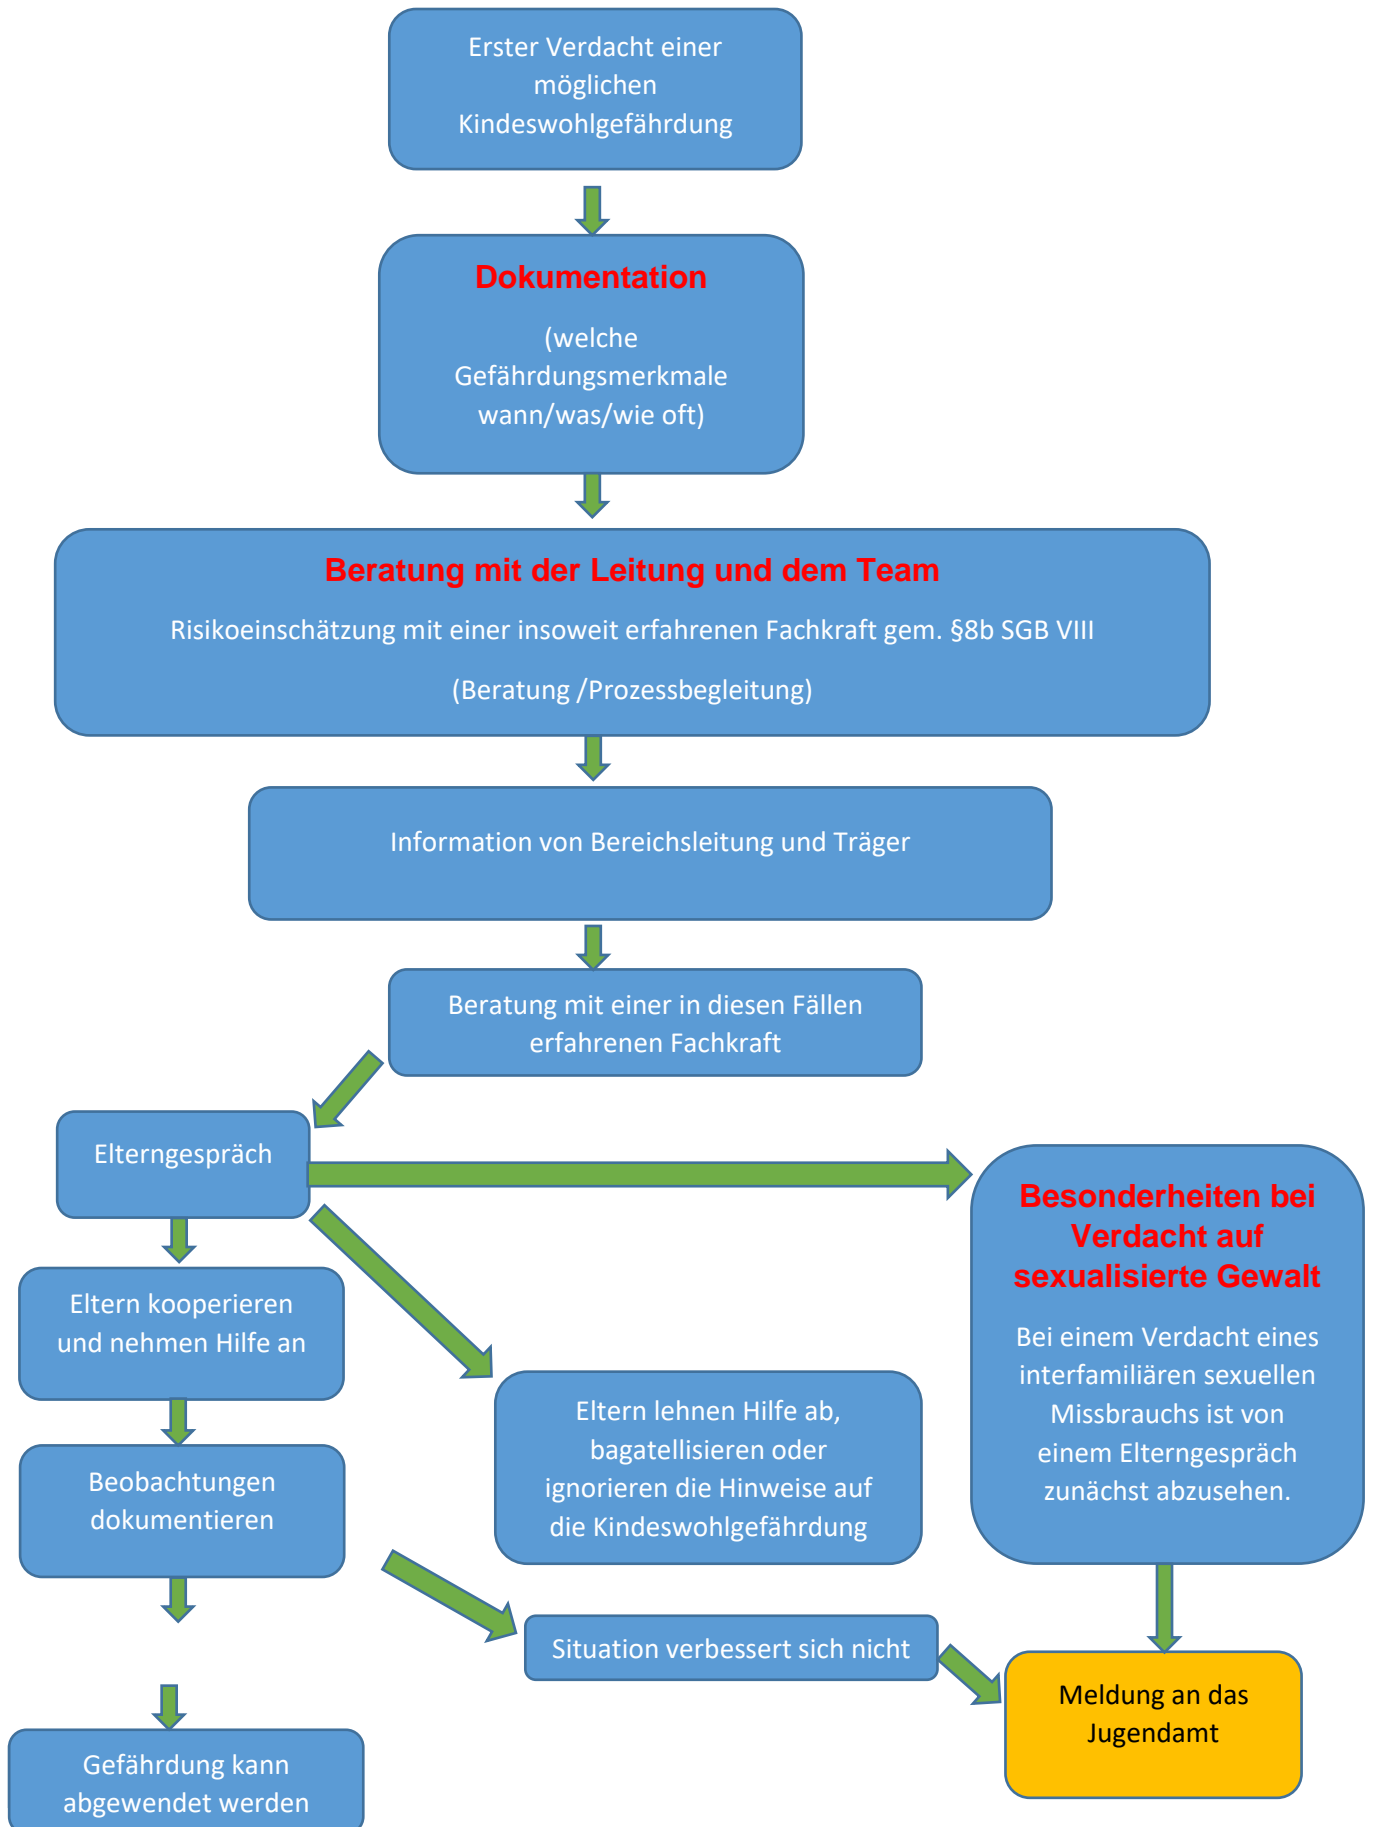 Erster Verdacht einer
möglichen
Kindeswohlgefährdung
Dokumentation
(welche
Gefährdungsmerkmale
wann/was/wie oft)
Beratung mit der Leitung und dem Team
Risikoeinschätzung mit einer insoweit erfahrenen Fachkraft gem. §8b SGB VIII
(Beratung /Prozessbegleitung)
Information von Bereichsleitung und Träger
Beratung mit einer in diesen Fällen
erfahrenen Fachkraft
Elterngespräch
Eltern kooperieren
und nehmen Hilfe an
Beobachtungen
dokumentieren
Eltern lehnen Hilfe ab,
bagatellisieren oder
ignorieren die Hinweise auf
die Kindeswohlgefährdung
Besonderheiten bei
Verdacht auf
sexualisierte Gewalt
Bei einem Verdacht eines
interfamiliären sexuellen
Missbrauchs ist von
einem Elterngespräch
zunächst abzusehen.
Situation verbessert sich nicht
Meldung an das
Jugendamt
Gefährdung kann
abgewendet werden